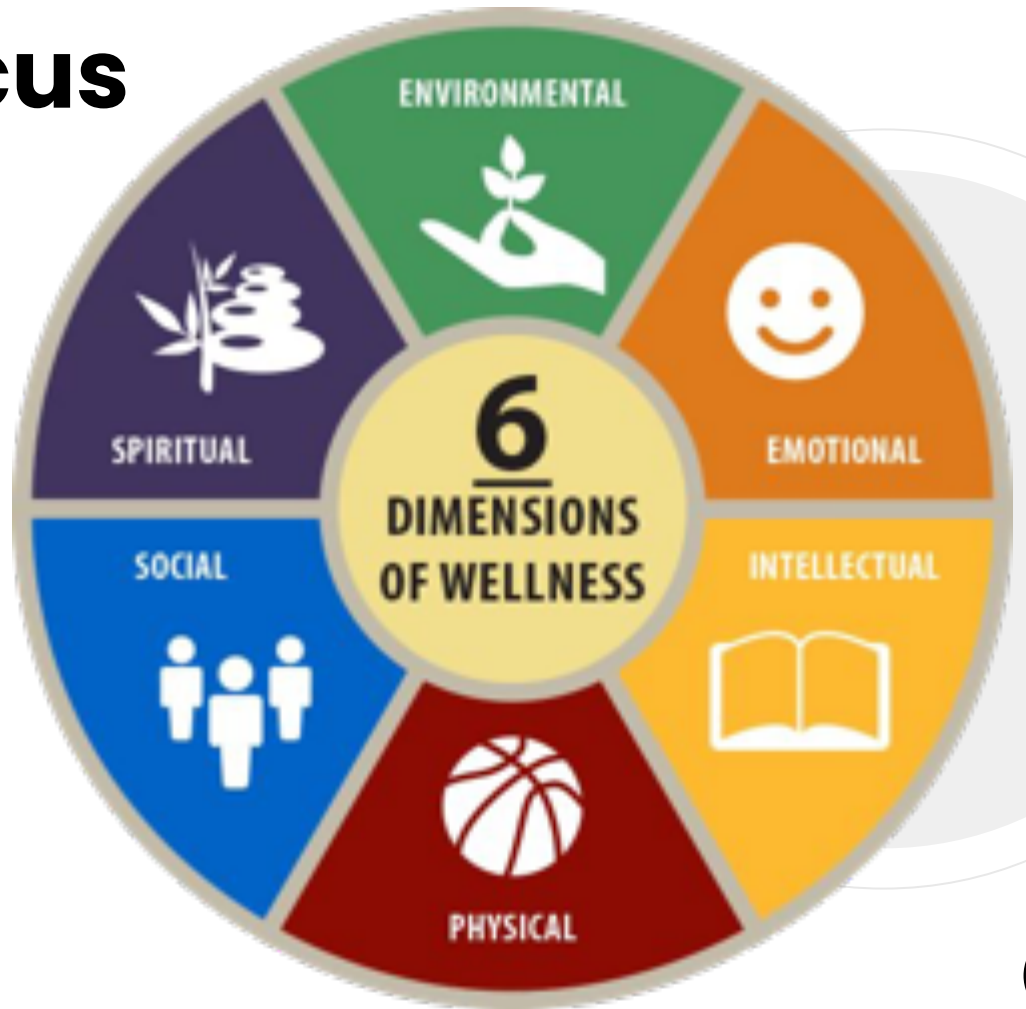 cus
ENVIRONMENTAL
EMOTIONAL
INTELLECTUAL
PHYSICAL
SOCIAL
SPIRITUAL
6
DIMENSIONS
OF WELLNESS